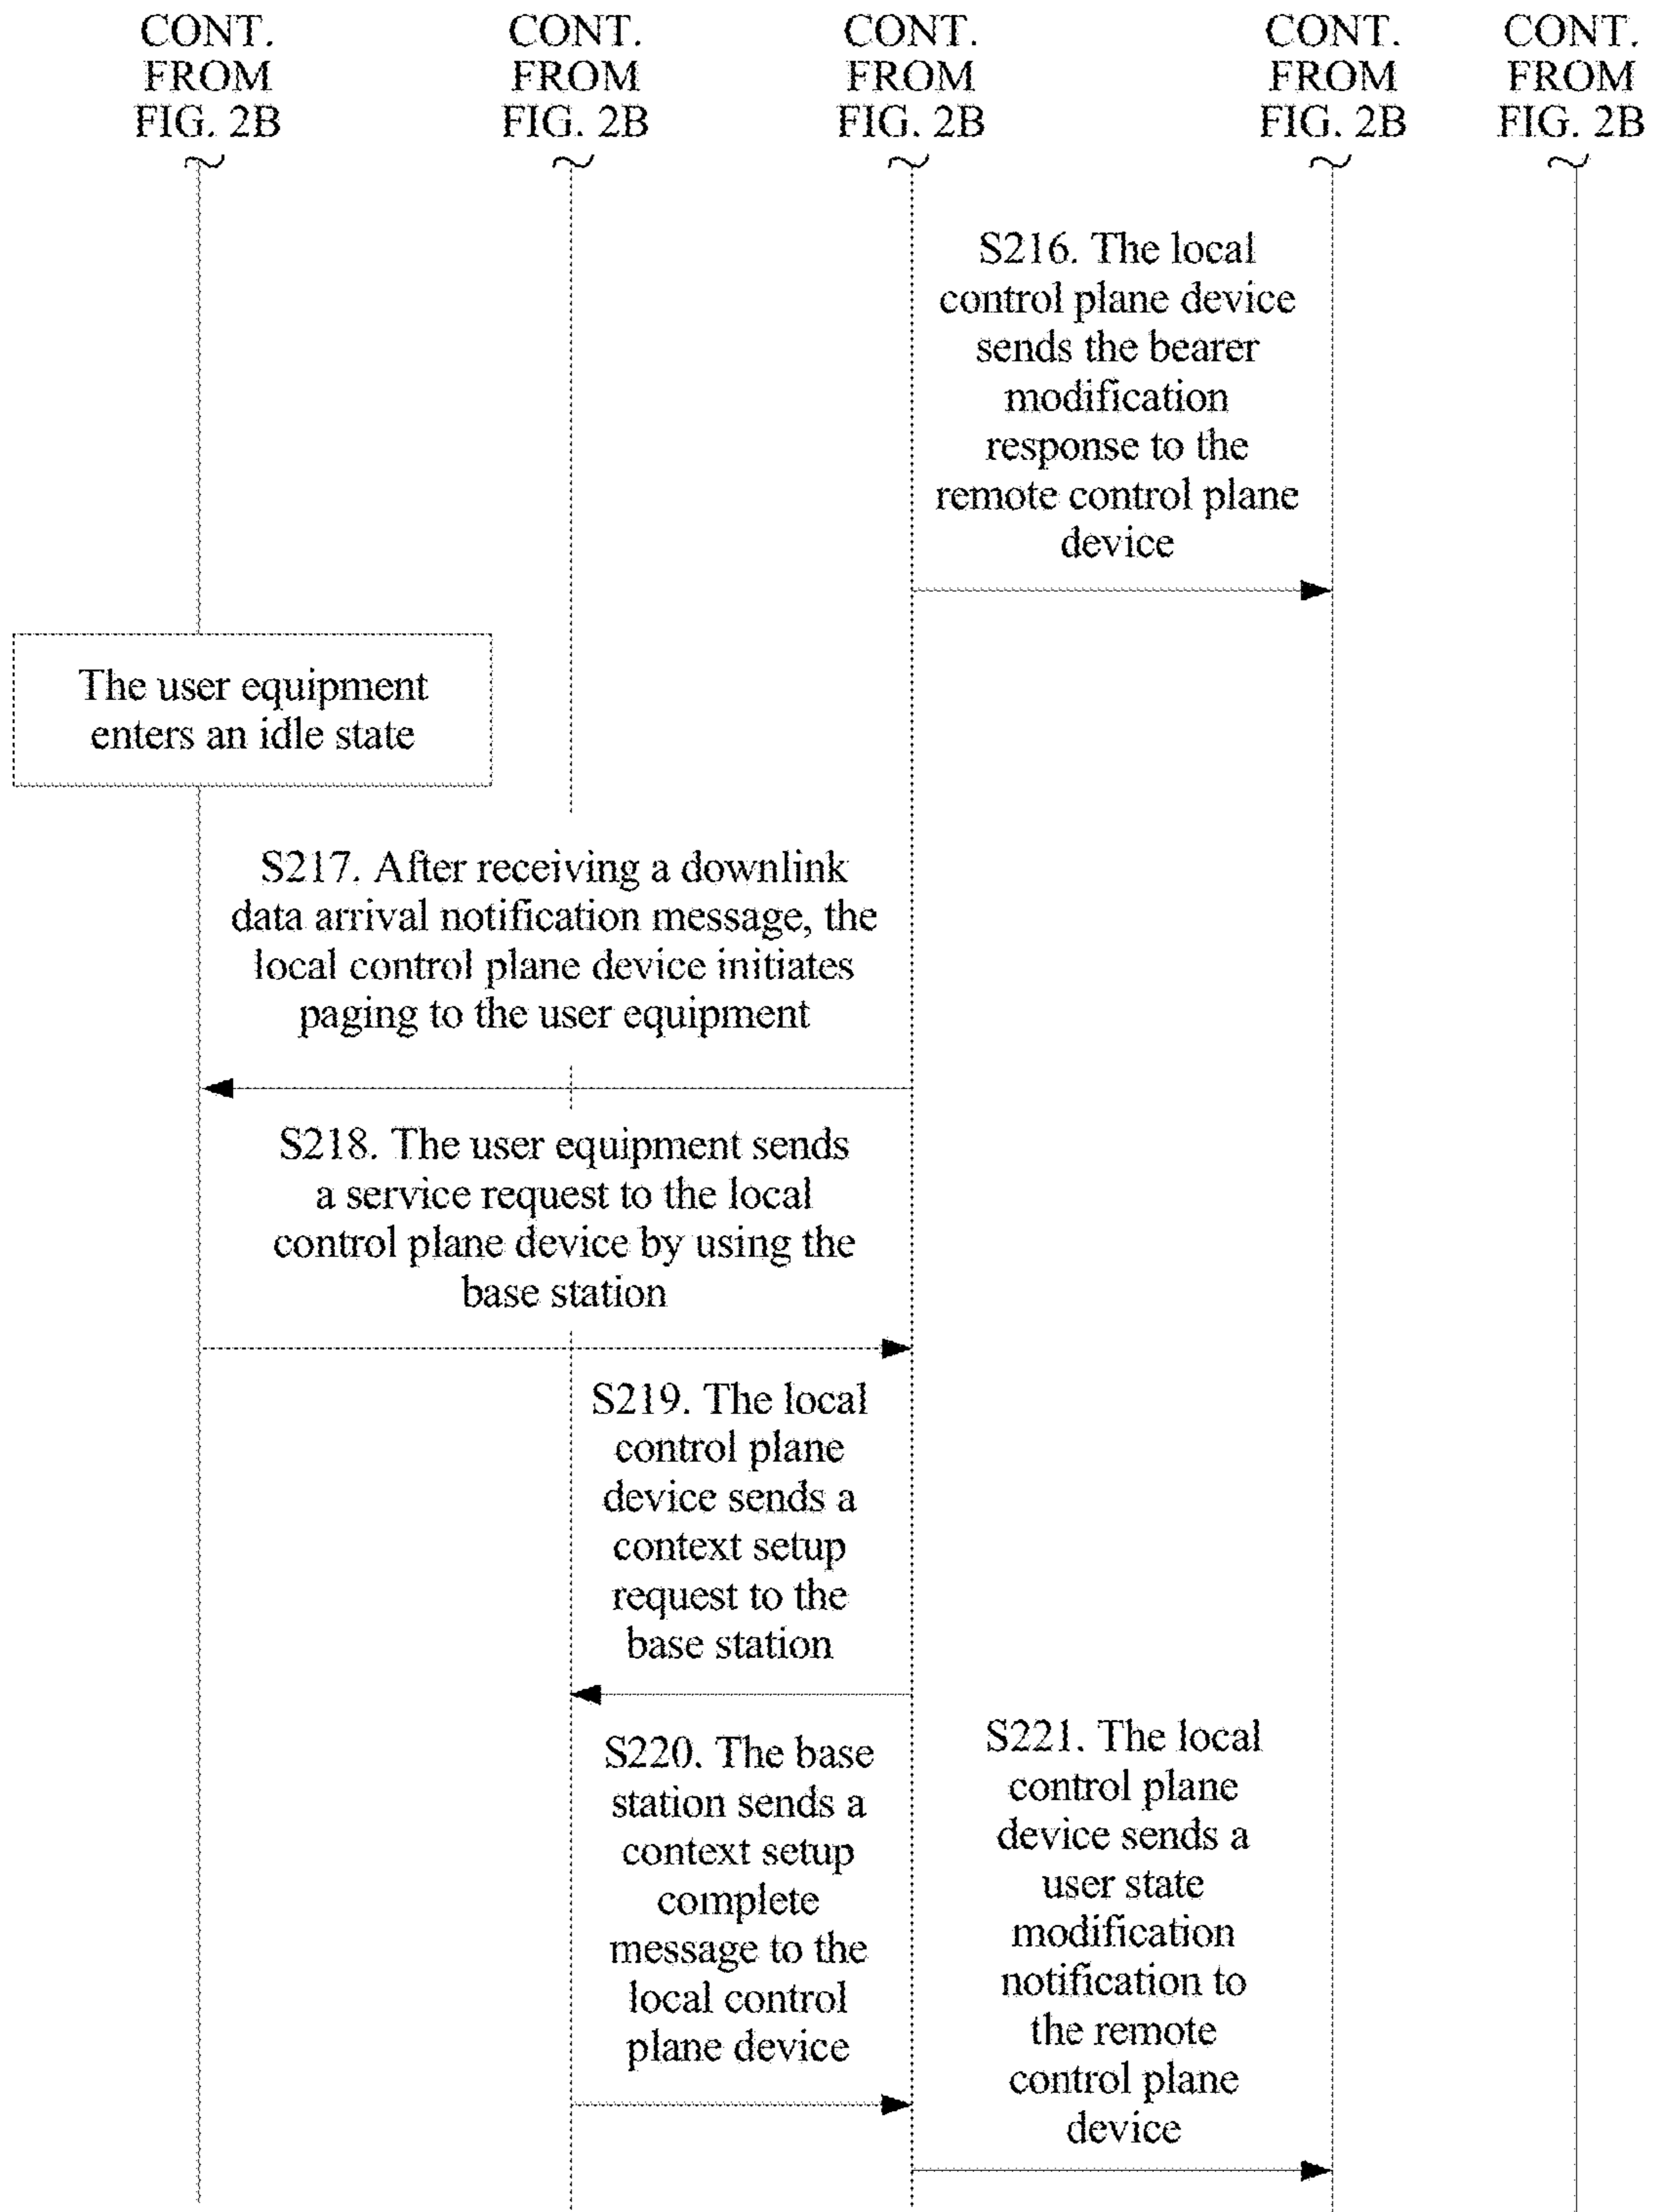 CONT.
FROM
FIG. 2B
CONT.
FROM
FIG. 2B
CONT.
FROM
FIG. 2B
CONT.
FROM
FIG. 2B
CONT.
FROM
FIG. 2B
S216. The local
control plane device
sends the bearer
modification
response to the
remote control plane
device
The user equipment
enters an idle state
S217. After receiving a downlink
data arrival notification message, the
local control plane device initiates
paging to the user equipment
S218. The user equipment sends
a service request to the local
control plane device by using the
base station
S219. The local
control plane
device sends a
context setup
request to the
base station
S220. The base
station sends a
context setup
complete
message to the
local control
plane device
S221. The local
control plane
device sends a
user state
modification
notification to
the remote
control plane
device